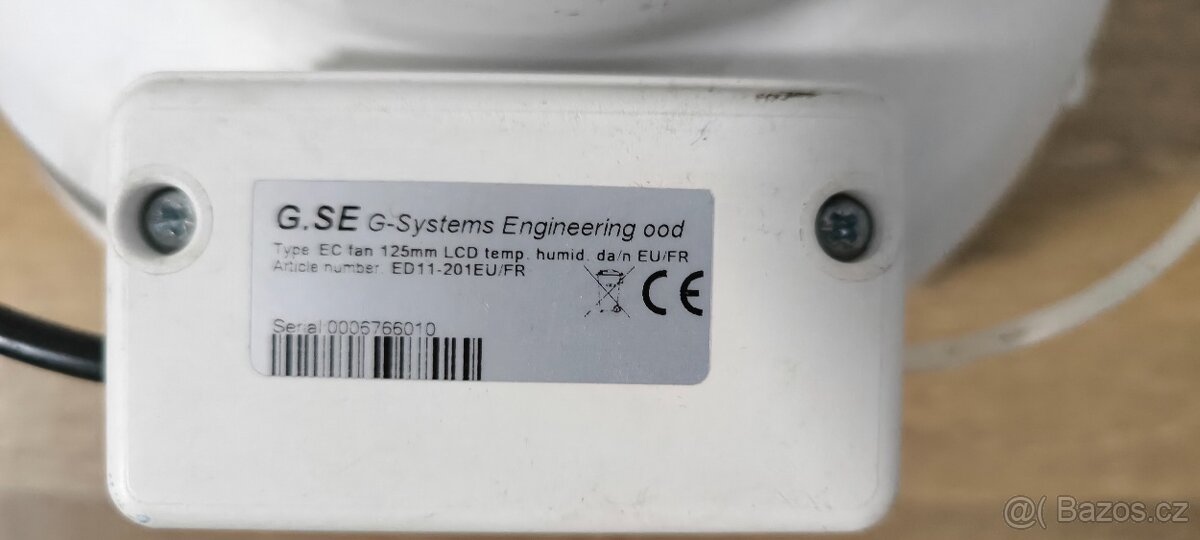 G.SE G-Systems Engineering ood
Type EC fan 125mm LCD temp. humid. da/n EU/FR
Article number. ED11-201EU/FR
CE
Serial 0006766010
@( Bazos.cz